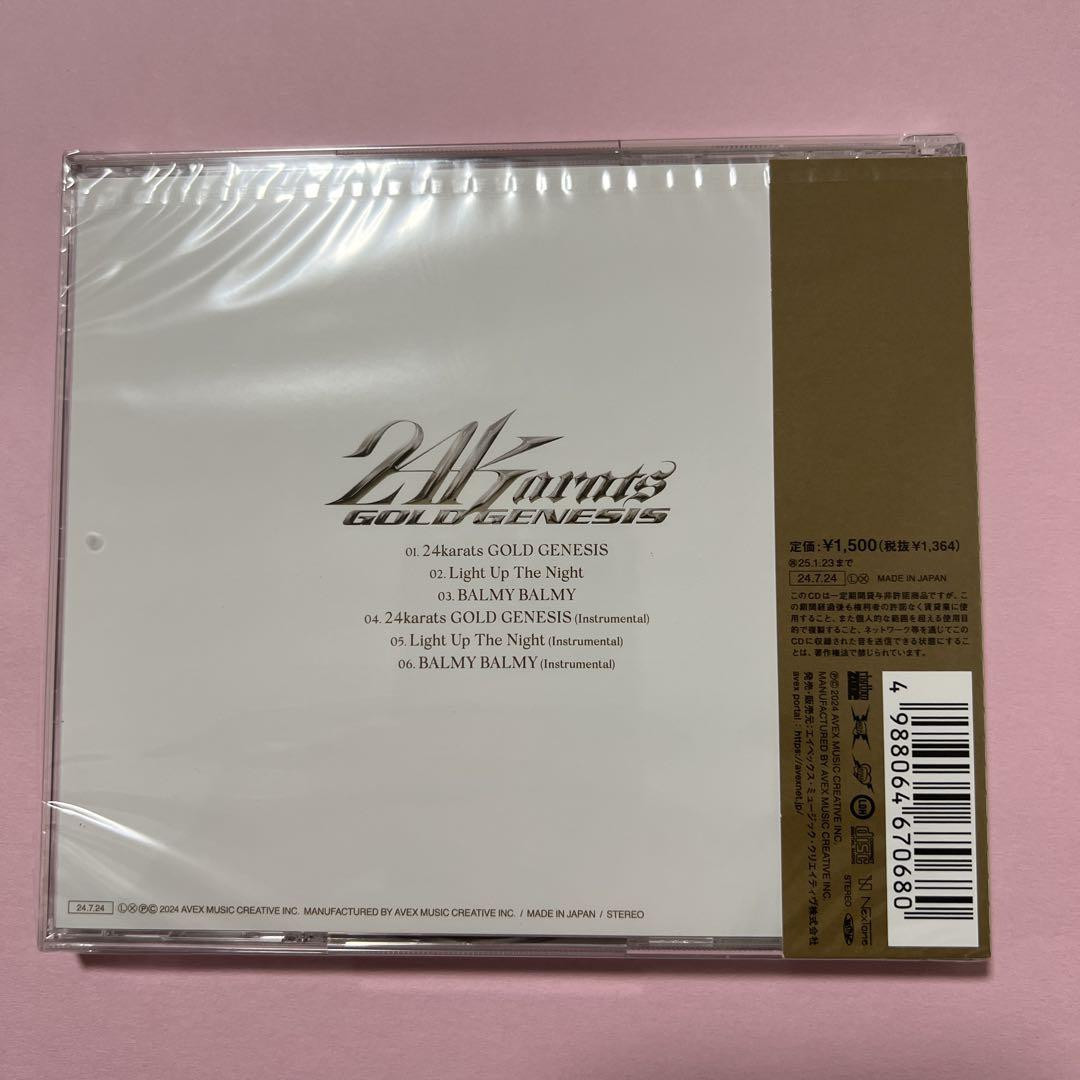 24Karats
GOLD GENESIS
01. 24karats GOLD GENESIS
02. Light Up The Night
03. BALMY BALMY
04. 24karats GOLD GENESIS (Instrumental)
05. Light Up The Night (Instrumental)
06. BALMY BALMY (Instrumental)
24.7.24 Ⓛ Ⓧ Ⓟ Ⓒ 2024 AVEX MUSIC CREATIVE INC. MANUFACTURED BY AVEX MUSIC CREATIVE INC. / MADE IN JAPAN / STEREO
定価:¥1,500(税抜¥1,364)
㋳25.1.23まで
24.7.24 Ⓛ Ⓧ MADE IN JAPAN
このCDは一定期間貸与非許諾商品ですが、こ
の期間経過後も権利者の許諾なく賃貸業に使
用すること、また個人的な範囲を超える使用目
的で複製すること、ネットワーク等を通じてこの
CDに収録された音を送信できる状態にするこ
とは、著作権法で禁じられています。
rhythm
ZONE
LDH
disc
NexTone
STEREO
Ⓟ Ⓒ 2024 AVEX MUSIC CREATIVE INC.
MANUFACTURED BY AVEX MUSIC CREATIVE INC.
発売・販売元:エイベックス・ミュージック・クリエイティヴ株式会社
avex portal : https://avexnet.jp/
4 988064 670680